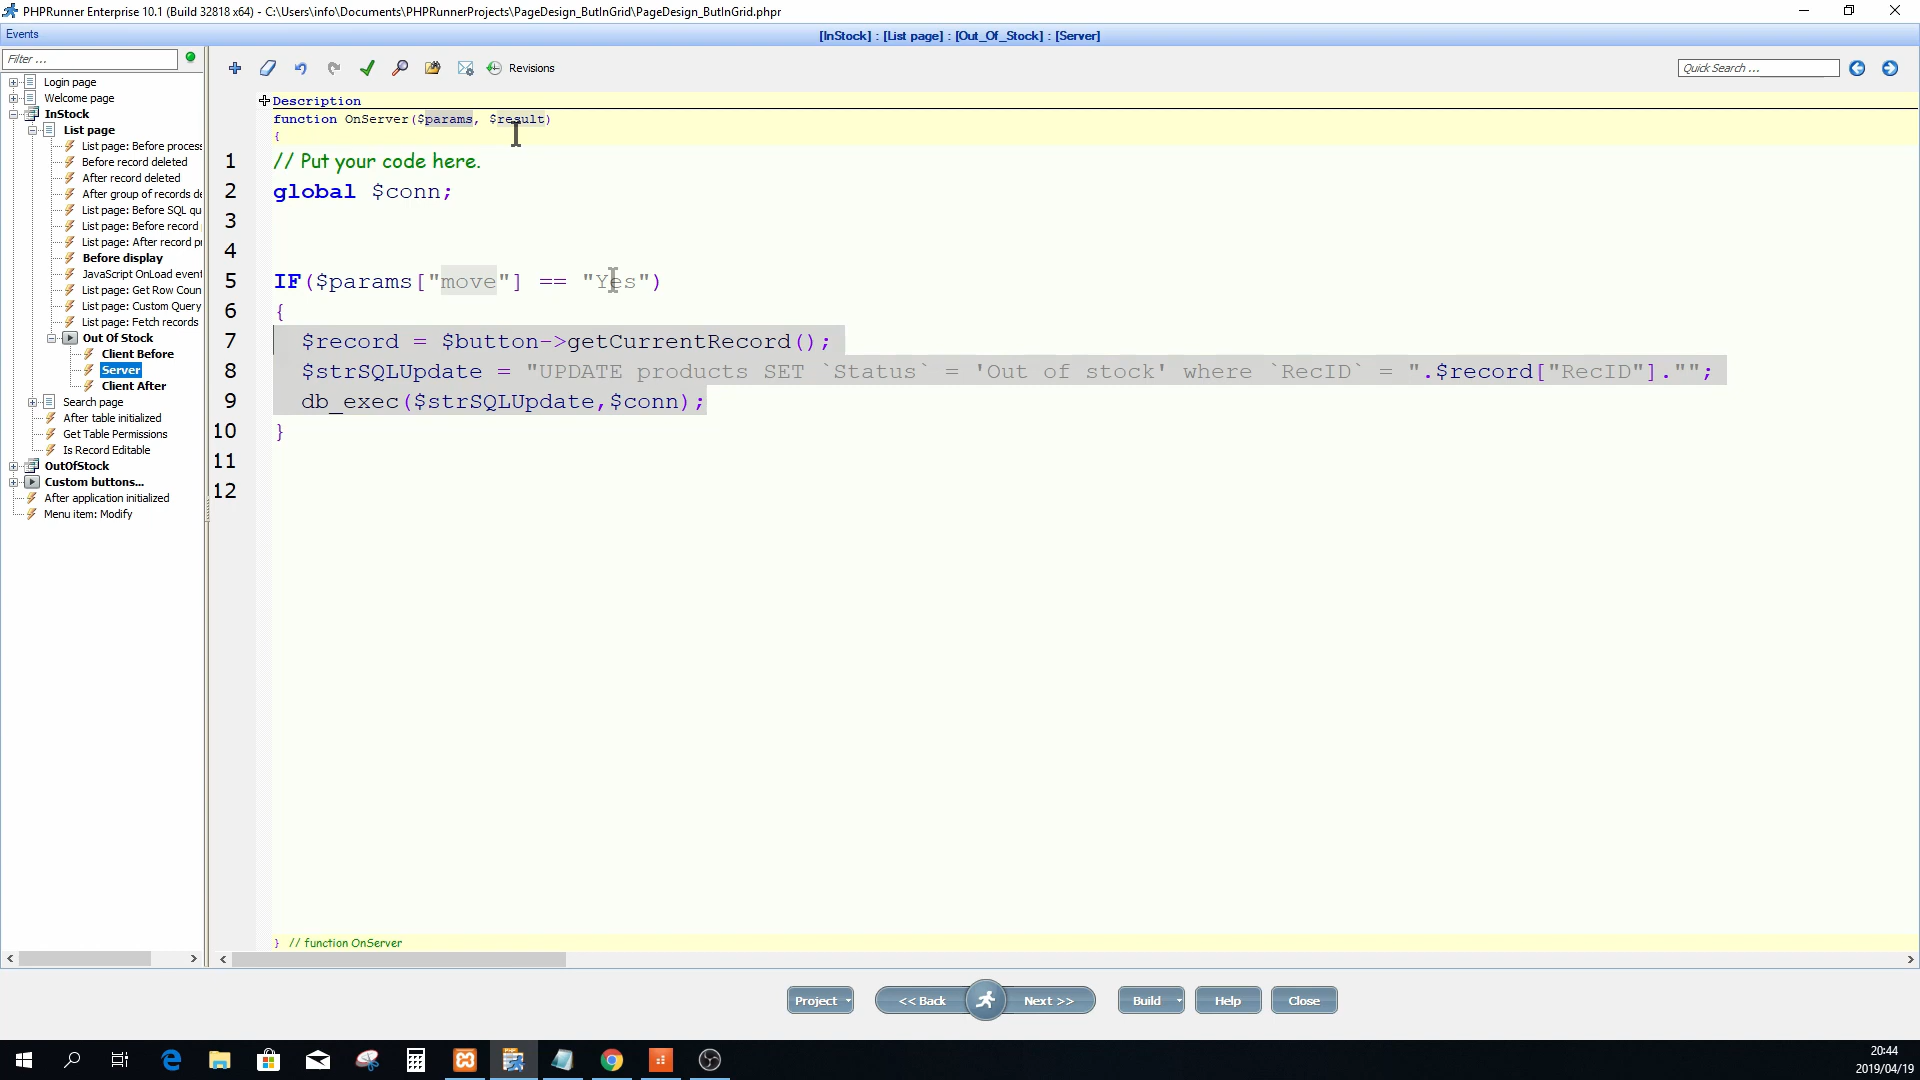 PHPRunner Enterprise 10.1 (Build 32818 x64) - C:\Users\info\Documents\PHPRunnerProjects\PageDesign_ButInGrid\PageDesign_ButInGrid.phpr
Events
[InStock] : [List page] : [Out_Of_Stock] : [Server]
Filter ...
Revisions
Quick Search ...
Login page
Welcome page
InStock
List page
List page: Before process
Before record deleted
After record deleted
After group of records de
List page: Before SQL qu
List page: Before record
List page: After record pr
Before display
JavaScript OnLoad event
List page: Get Row Coun
List page: Custom Query
List page: Fetch records
Out Of Stock
Client Before
Server
Client After
Search page
After table initialized
Get Table Permissions
Is Record Editable
OutOfStock
Custom buttons...
After application initialized
Menu item: Modify
Description
function OnServer($params, $result)
{
1 // Put your code here.
2 global $conn;
3
4
5 IF($params["move"] == "Yes")
6 {
7 $record = $button->getCurrentRecord();
8 $strSQLUpdate = "UPDATE products SET `Status` = 'Out of stock' where `RecID` = ".$record["RecID"]."";
9 db_exec($strSQLUpdate,$conn);
10 }
11
12
} // function OnServer
Project
<< Back
Next >>
Build
Help
Close
20:44
2019/04/19